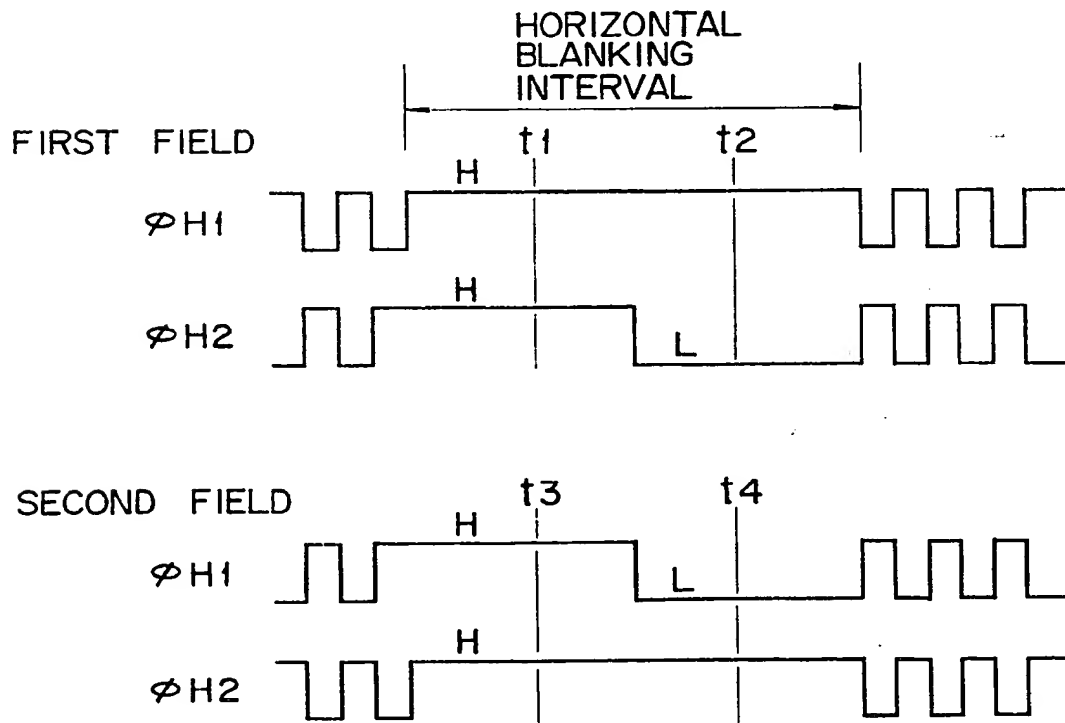 HORIZONTAL
BLANKING
INTERVAL
FIRST FIELD
t1
t2
H
φH1
H
φH2
L
SECOND FIELD
t3
t4
H
φH1
L
H
φH2